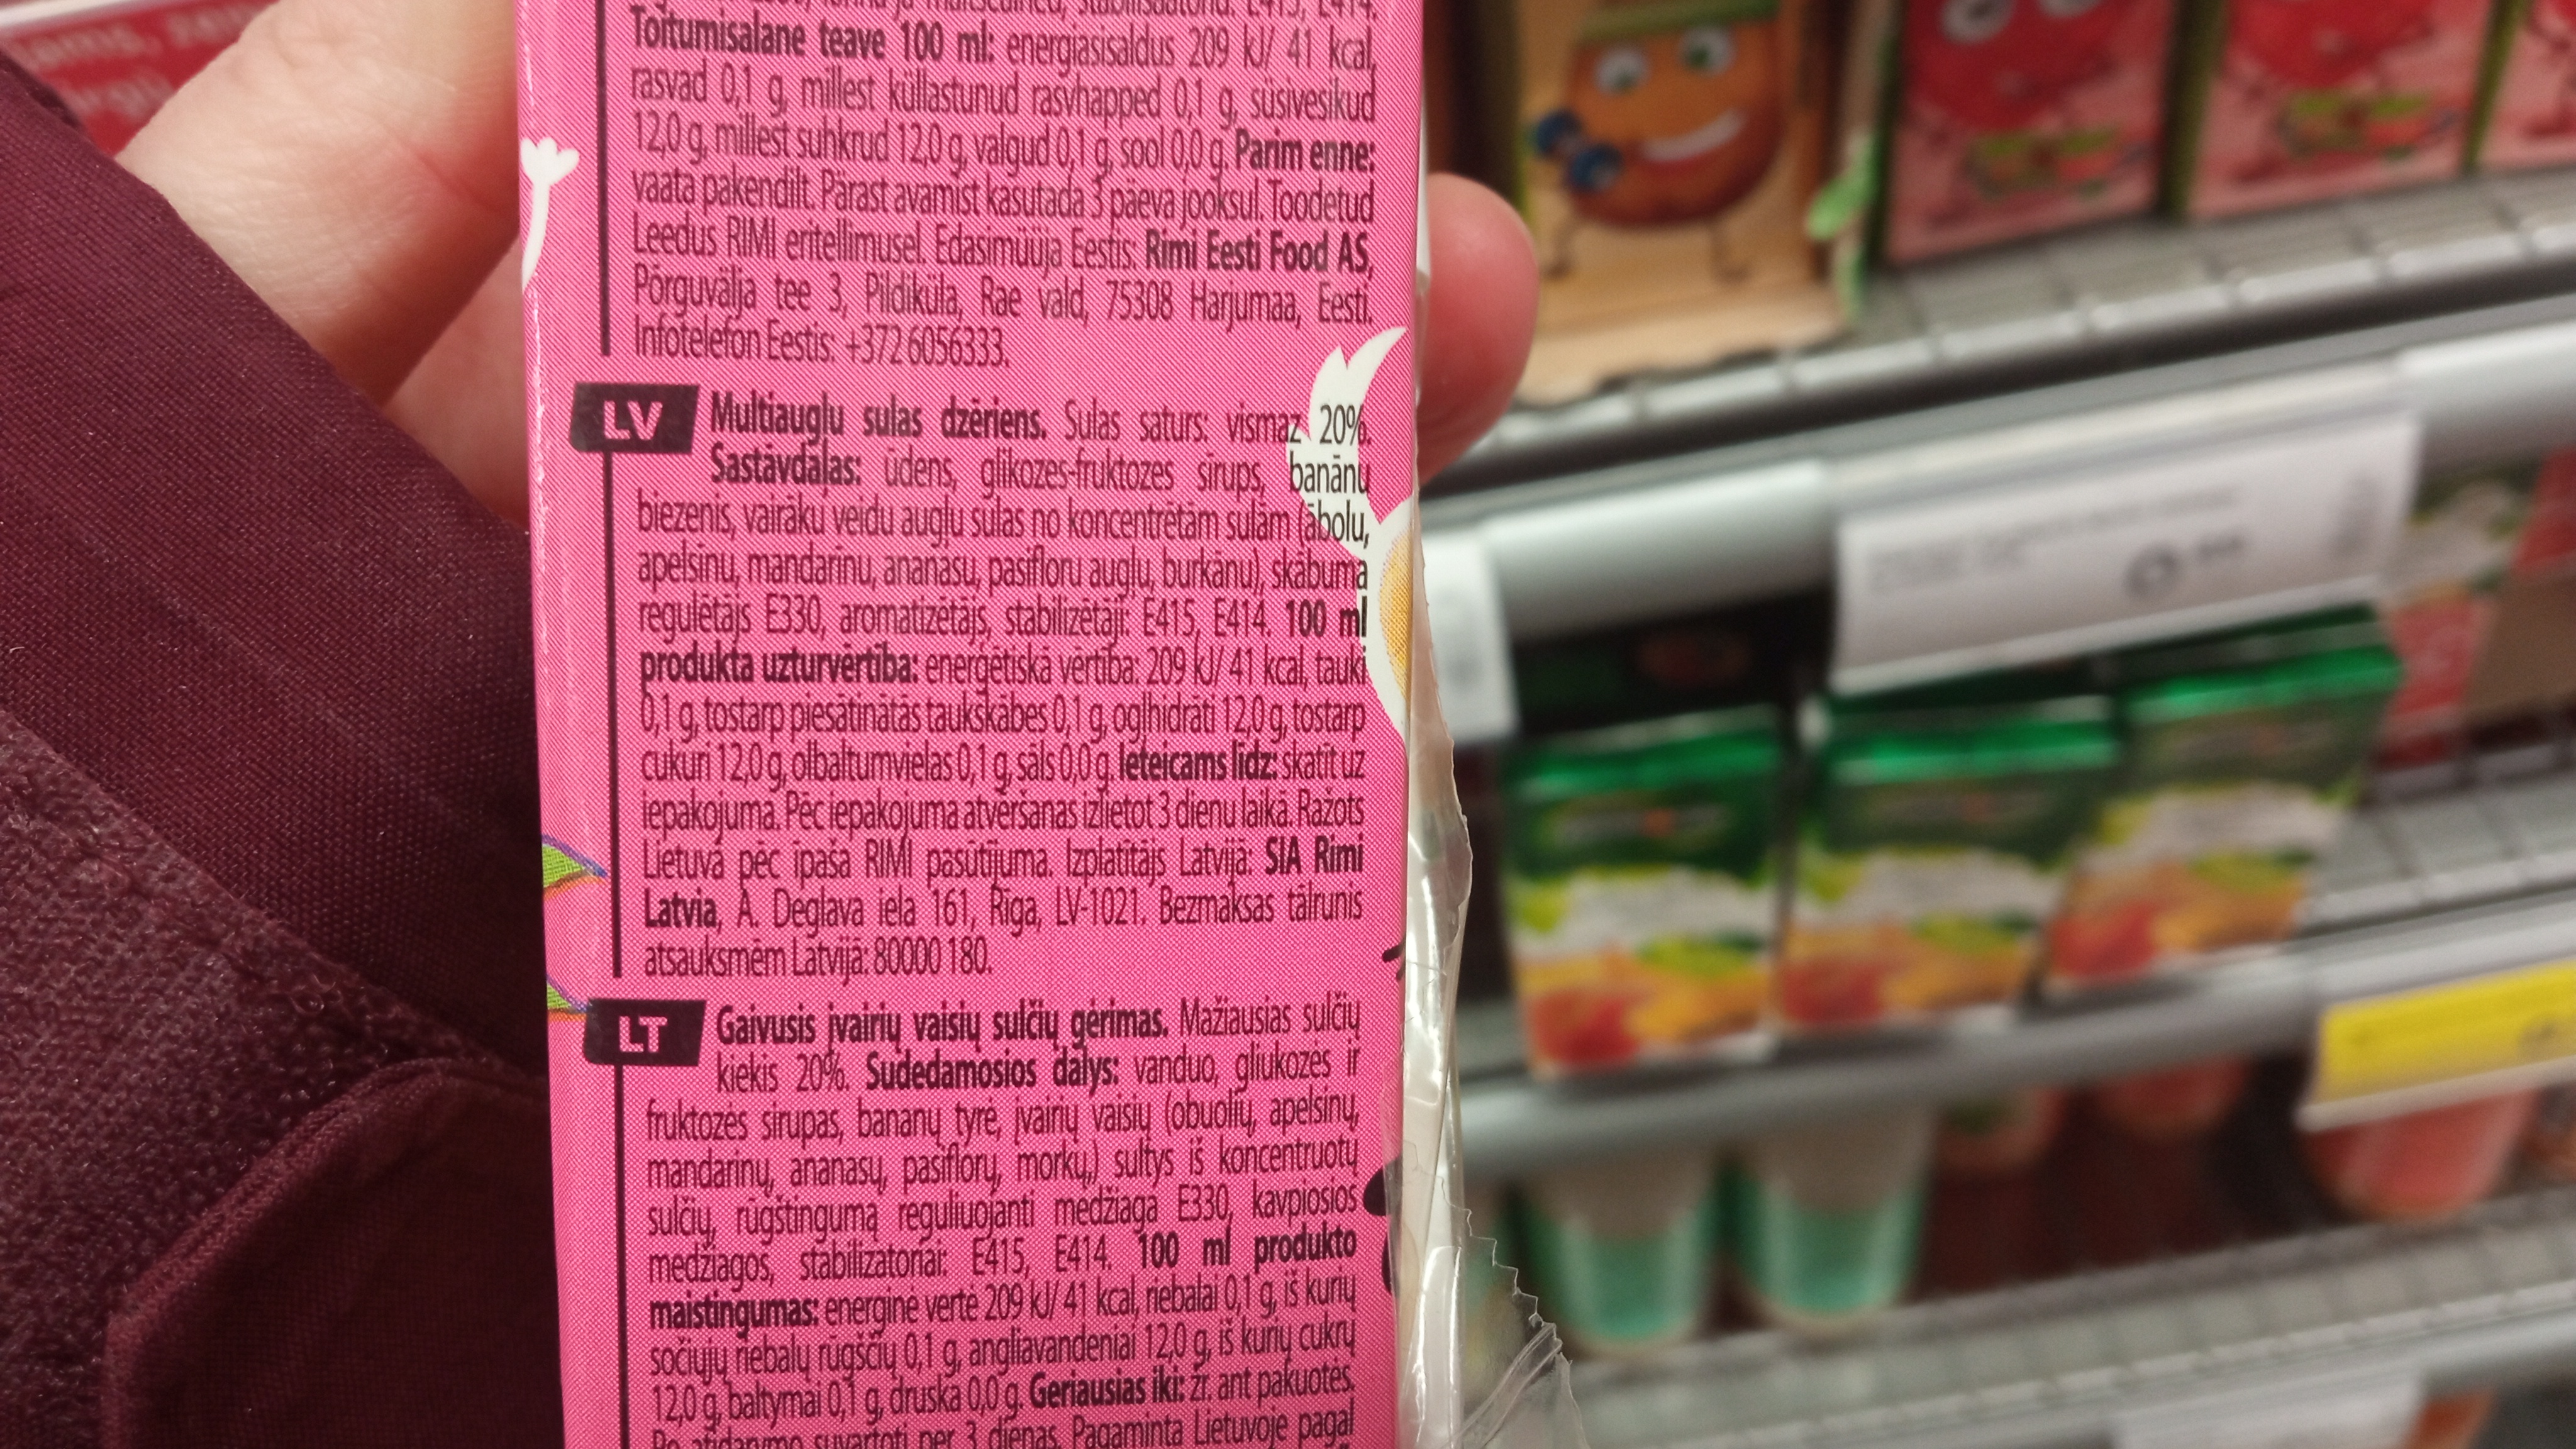 Toitumisalane teave 100 ml: energiasisaldus 209 kJ/ 41 kcal,
rasvad 0,1 g, millest küllastunud rasvhapped 0,1 g, süsivesikud
12,0 g, millest suhkrud 12,0 g, valgud 0,1 g, sool 0,0 g. Parim enne:
vaata pakendilt. Pärast avamist kasutada 3 päeva jooksul. Toodetud
Leedus RIMI eritellimusel. Edasimüüja Eestis: Rimi Eesti Food AS,
Põrguvälja tee 3, Pildiküla, Rae vald, 75308 Harjumaa, Eesti.
Infotelefon Eestis: +372 6056333.
LV Multiaugļu sulas dzēriens. Sulas saturs: vismaz 20%.
Sastāvdaļas: ūdens, glikozes-fruktozes sīrups, banānu
biezenis, vairāku veidu augļu sulas no koncentrētām sulām (ābolu,
apelsīnu, mandarīnu, ananāsu, pasifloru augļu, burkānu), skābuma
regulētājs E330, aromatizētājs, stabilizētāji: E415, E414. 100 ml
produkta uzturvērtība: enerģētiskā vērtība: 209 kJ/ 41 kcal, tauki
0,1 g, tostarp piesātinātās taukskābes 0,1 g, ogļhidrāti 12,0 g, tostarp
cukuri 12,0 g, olbaltumvielas 0,1 g, sāls 0,0 g. Ieteicams līdz: skatīt uz
iepakojuma. Pēc iepakojuma atvēršanas izlietot 3 dienu laikā. Ražots
Lietuvā pēc īpaša RIMI pasūtījuma. Izplatītājs Latvijā: SIA Rimi
Latvia, A. Deglava iela 161, Rīga, LV-1021. Bezmaksas tālrunis
atsauksmēm Latvijā: 80000 180.
LT Gaivusis įvairių vaisių sulčių gėrimas. Mažiausias sulčių
kiekis 20%. Sudedamosios dalys: vanduo, gliukozės ir
fruktozės sirupas, bananų tyrė, įvairių vaisių (obuolių, apelsinų,
mandarinų, ananasų, pasiflorų, morkų,) sultys iš koncentruotų
sulčių, rūgštingumą reguliuojanti medžiaga E330, kavpiosios
medžiagos, stabilizatoriai: E415, E414. 100 ml produkto
maistingumas: energinė vertė 209 kJ/ 41 kcal, riebalai 0,1 g, iš kurių
sočiųjų riebalų rūgščių 0,1 g, angliavandeniai 12,0 g, iš kurių cukrų
12,0 g, baltymai 0,1 g, druska 0,0 g. Geriausias iki: žr. ant pakuotės.
Po atidarymo suvartoti per 3 dienas. Pagaminta Lietuvoje pagal